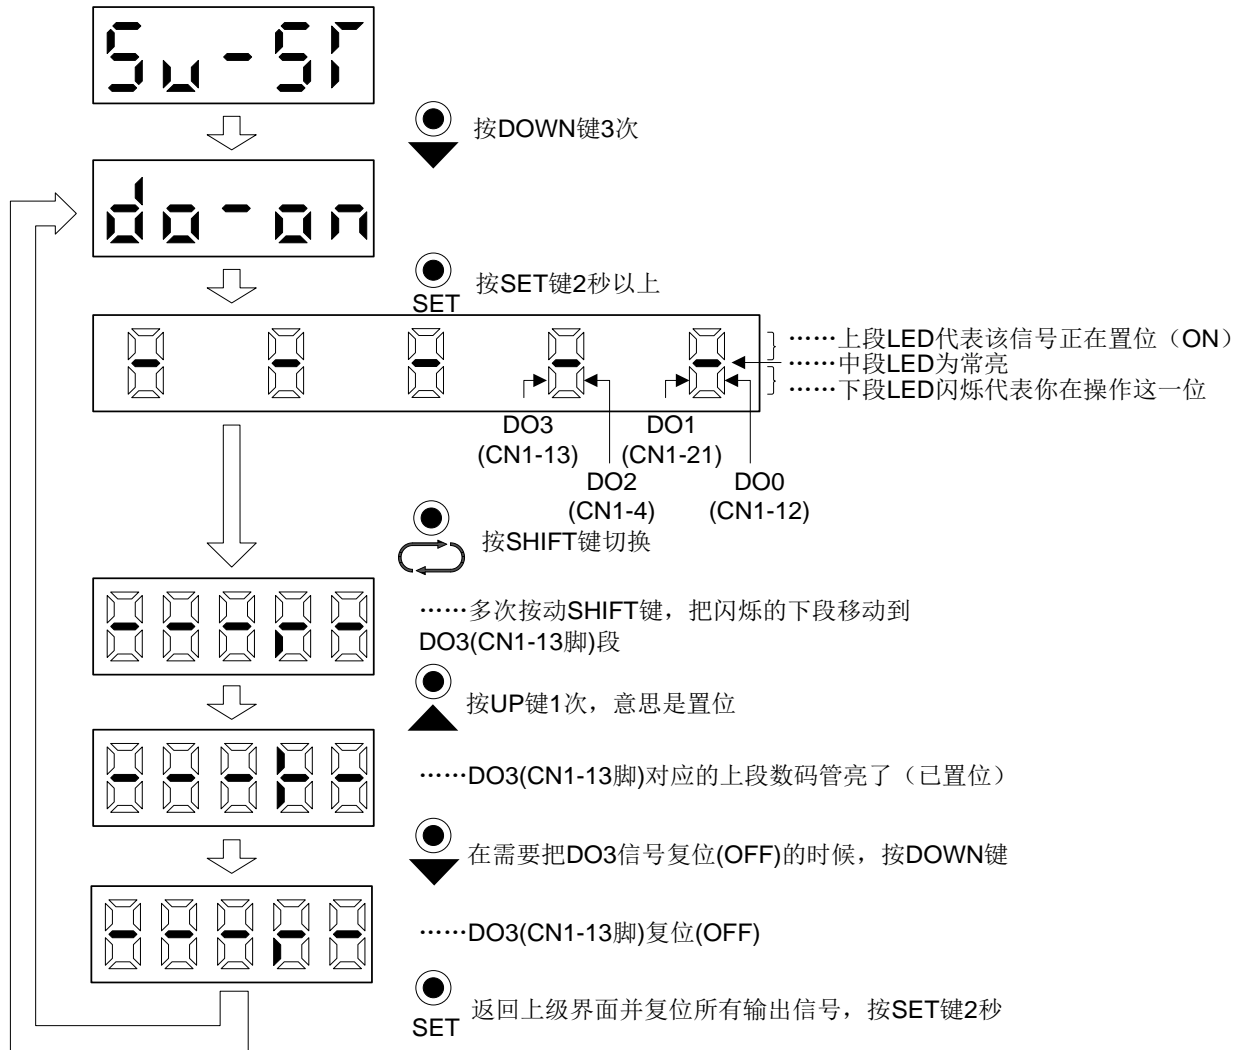 Su-ST
按DOWN键3次
do-on
按SET键2秒以上
SET
……上段LED代表该信号正在置位（ON）
……中段LED为常亮
……下段LED闪烁代表你在操作这一位
DO3
(CN1-13)
DO1
(CN1-21)
DO2
(CN1-4)
DO0
(CN1-12)
按SHIFT键切换
……多次按动SHIFT键，把闪烁的下段移动到
DO3(CN1-13脚)段
按UP键1次，意思是置位
……DO3(CN1-13脚)对应的上段数码管亮了（已置位）
在需要把DO3信号复位(OFF)的时候，按DOWN键
……DO3(CN1-13脚)复位(OFF)
返回上级界面并复位所有输出信号，按SET键2秒
SET